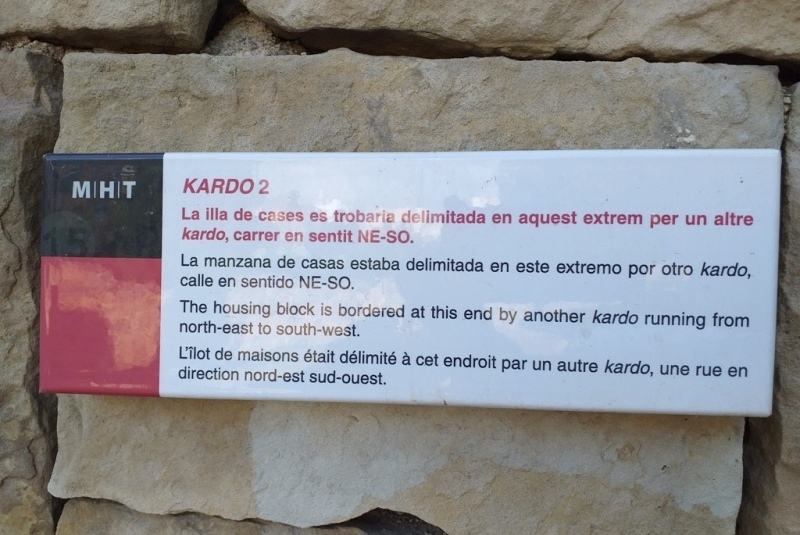 M|H|T
KARDO 2
La illa de cases es trobaria delimitada en aquest extrem per un altre
kardo, carrer en sentit NE-SO.
La manzana de casas estaba delimitada en este extremo por otro kardo,
calle en sentido NE-SO.
The housing block is bordered at this end by another kardo running from
north-east to south-west.
L'îlot de maisons était délimité à cet endroit par un autre kardo, une rue en
direction nord-est sud-ouest.